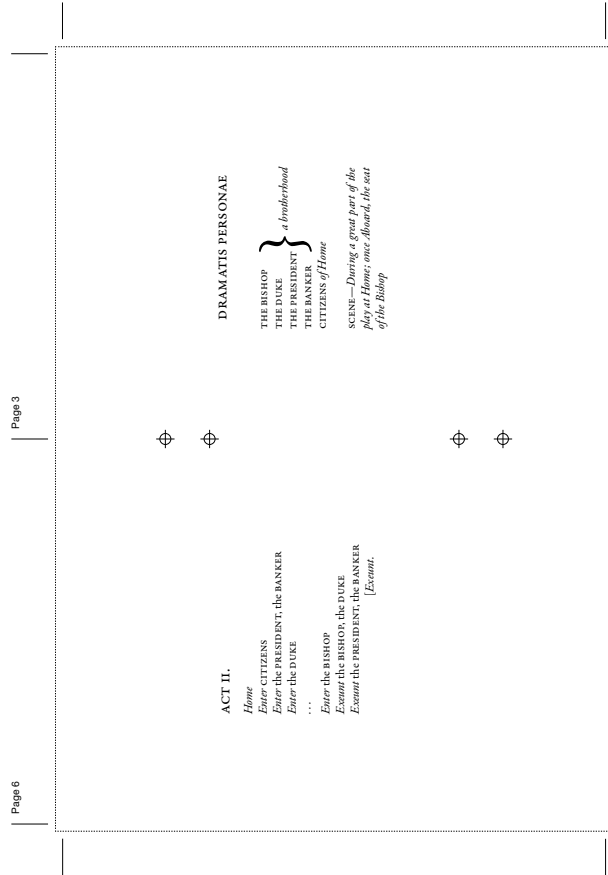 Page 6
ACT II.
Home
Enter CITIZENS
Enter the PRESIDENT, the BANKER
Enter the DUKE
...
Enter the BISHOP
Exeunt the BISHOP, the DUKE
Exeunt the PRESIDENT, the BANKER
[Exeunt.
Page 3
DRAMATIS PERSONAE
THE BISHOP
THE DUKE
THE PRESIDENT
THE BANKER
} a brotherhood
CITIZENS of Home
SCENE—During a great part of the
play at Home; once Aboard, the seat
of the Bishop